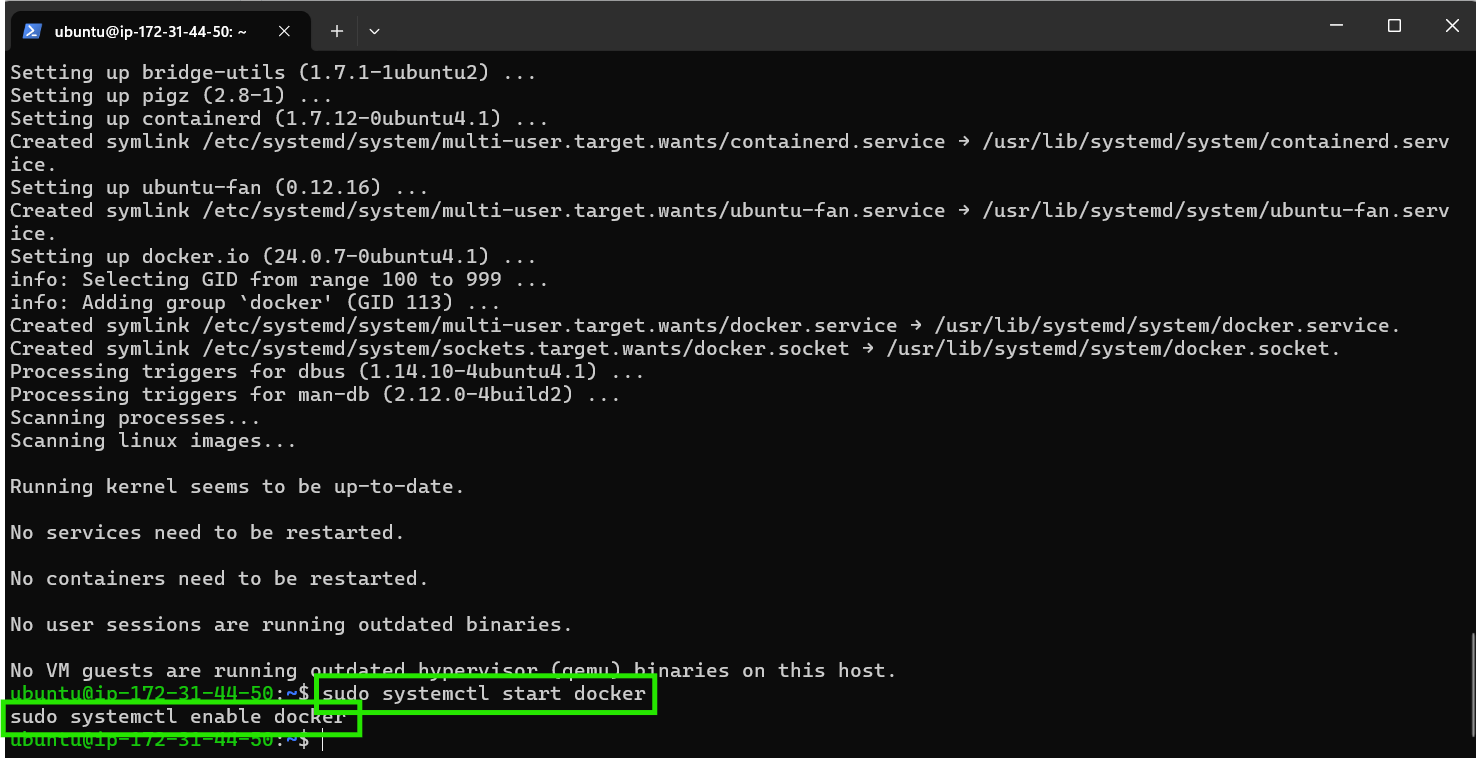 ubuntu@ip-172-31-44-50: ~
Setting up bridge-utils (1.7.1-1ubuntu2) ...
Setting up pigz (2.8-1) ...
Setting up containerd (1.7.12-0ubuntu4.1) ...
Created symlink /etc/systemd/system/multi-user.target.wants/containerd.service → /usr/lib/systemd/system/containerd.serv
ice.
Setting up ubuntu-fan (0.12.16) ...
Created symlink /etc/systemd/system/multi-user.target.wants/ubuntu-fan.service → /usr/lib/systemd/system/ubuntu-fan.serv
ice.
Setting up docker.io (24.0.7-0ubuntu4.1) ...
info: Selecting GID from range 100 to 999 ...
info: Adding group `docker' (GID 113) ...
Created symlink /etc/systemd/system/multi-user.target.wants/docker.service → /usr/lib/systemd/system/docker.service.
Created symlink /etc/systemd/system/sockets.target.wants/docker.socket → /usr/lib/systemd/system/docker.socket.
Processing triggers for dbus (1.14.10-4ubuntu4.1) ...
Processing triggers for man-db (2.12.0-4build2) ...
Scanning processes...
Scanning linux images...
Running kernel seems to be up-to-date.
No services need to be restarted.
No containers need to be restarted.
No user sessions are running outdated binaries.
No VM guests are running outdated hypervisor (qemu) binaries on this host.
ubuntu@ip-172-31-44-50:~$ sudo systemctl start docker
sudo systemctl enable docker
ubuntu@ip-172-31-44-50:~$